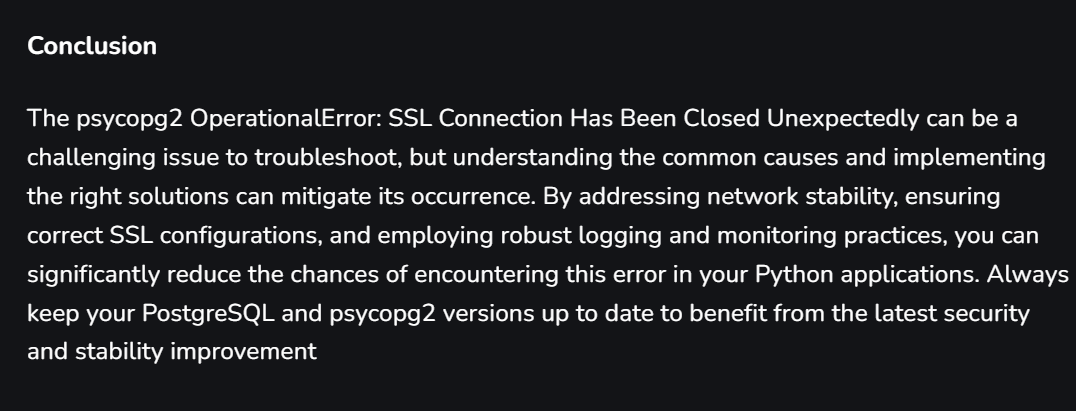 Conclusion
The psycopg2 OperationalError: SSL Connection Has Been Closed Unexpectedly can be a
challenging issue to troubleshoot, but understanding the common causes and implementing
the right solutions can mitigate its occurrence. By addressing network stability, ensuring
correct SSL configurations, and employing robust logging and monitoring practices, you can
significantly reduce the chances of encountering this error in your Python applications. Always
keep your PostgreSQL and psycopg2 versions up to date to benefit from the latest security
and stability improvement